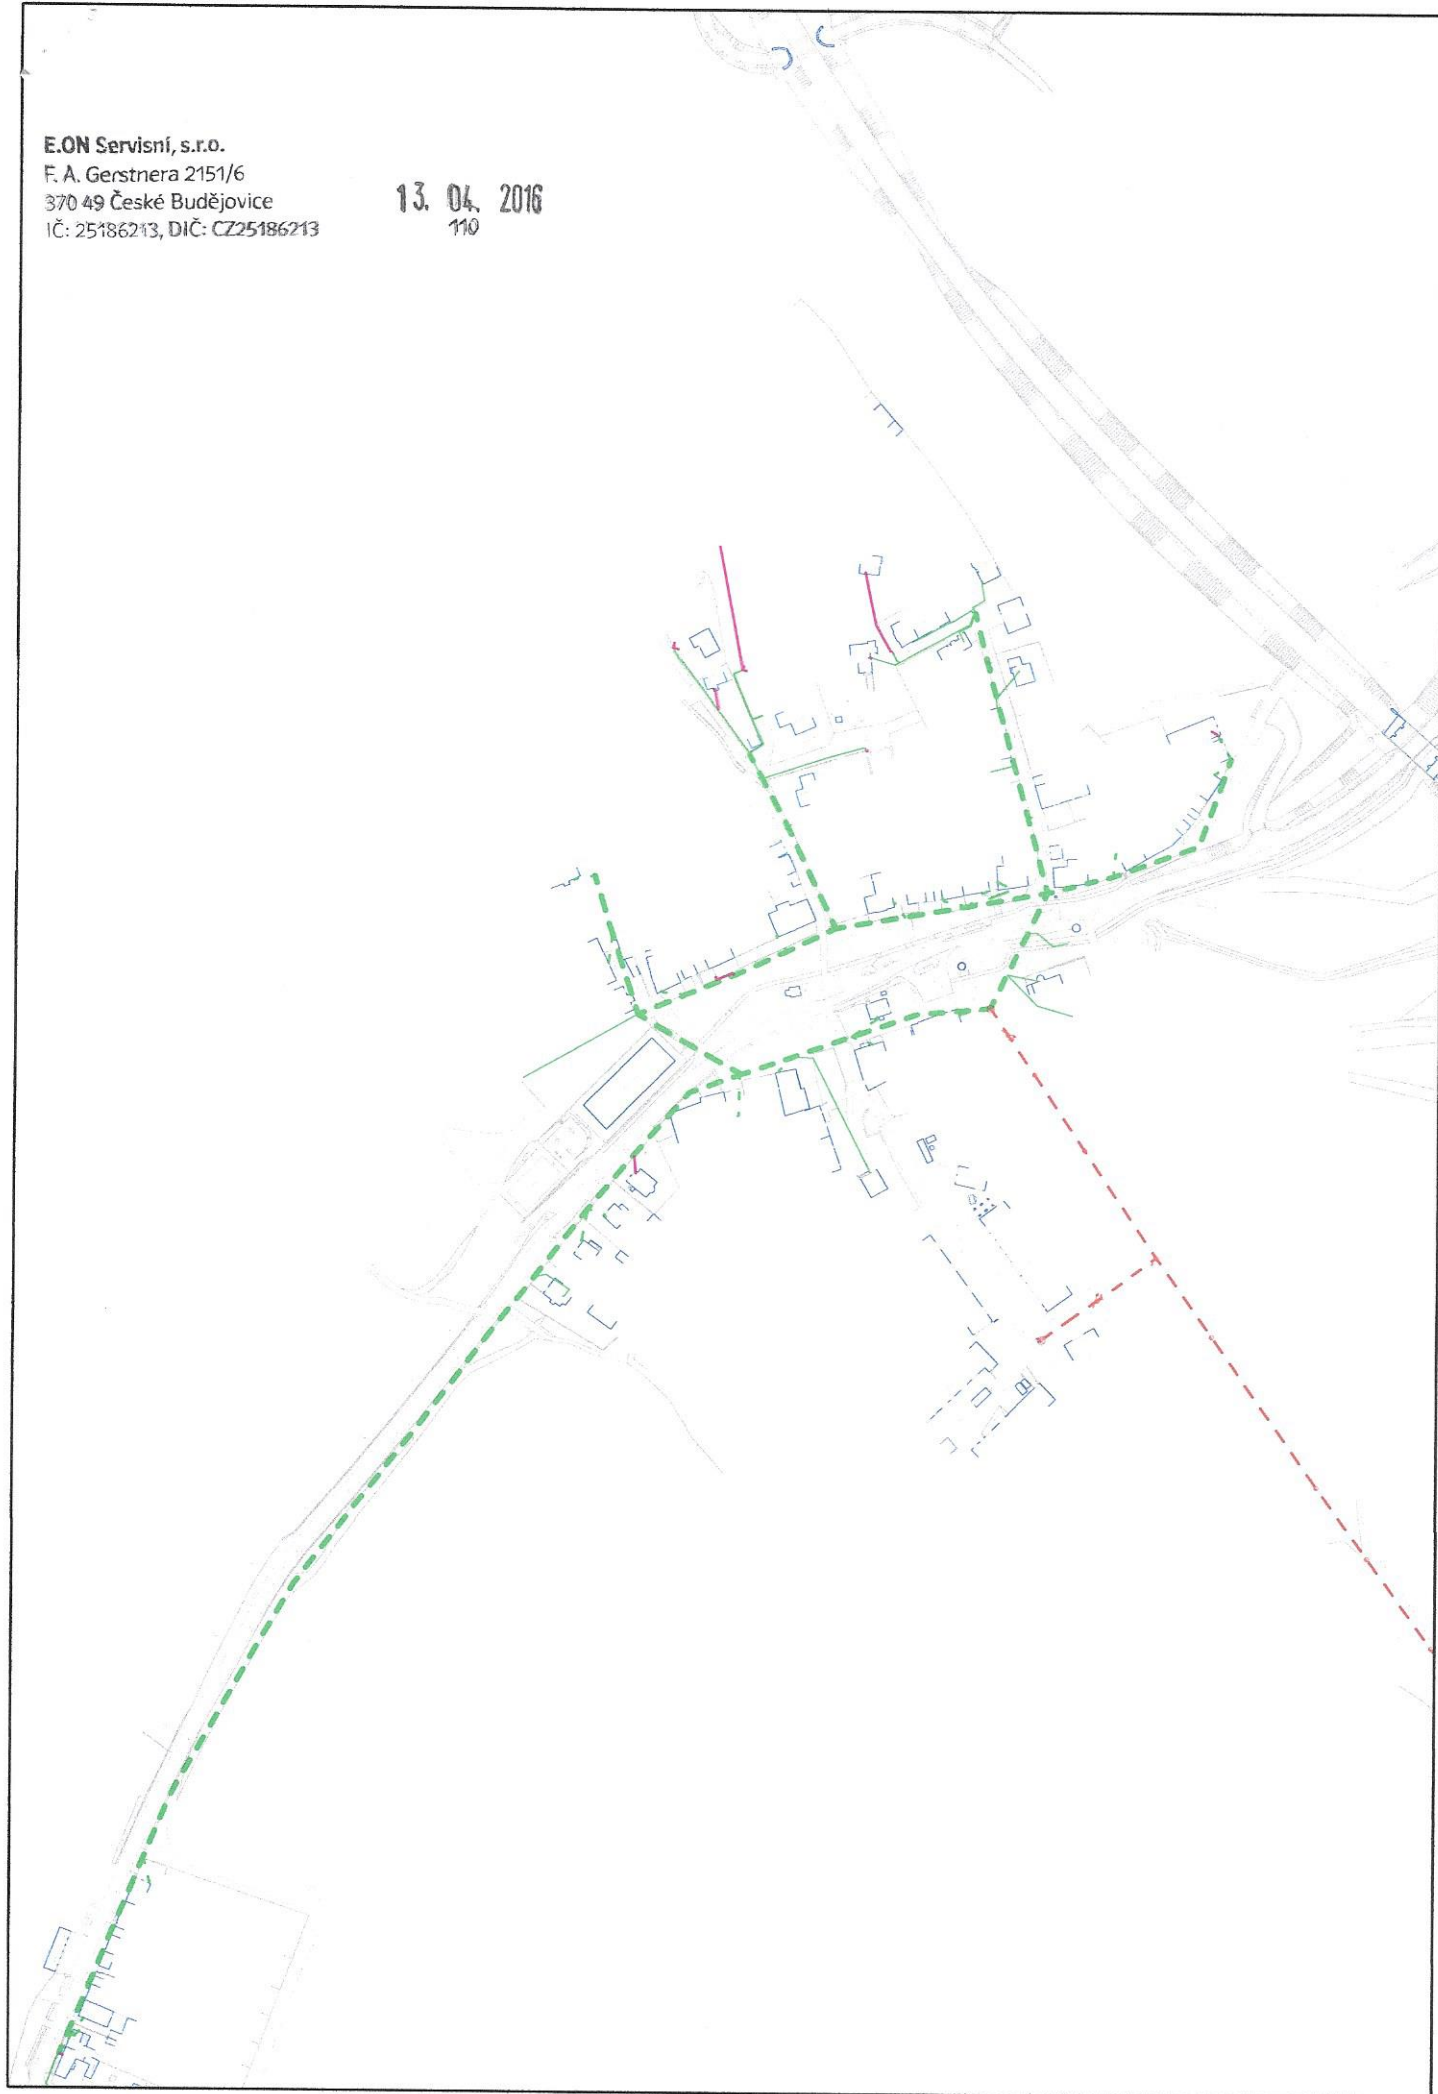 E.ON Servisní, s.r.o.
F. A. Gerstnera 2151/6
370 49 České Budějovice
IČ: 25186213, DIČ: CZ25186213
13. 04. 2016
110